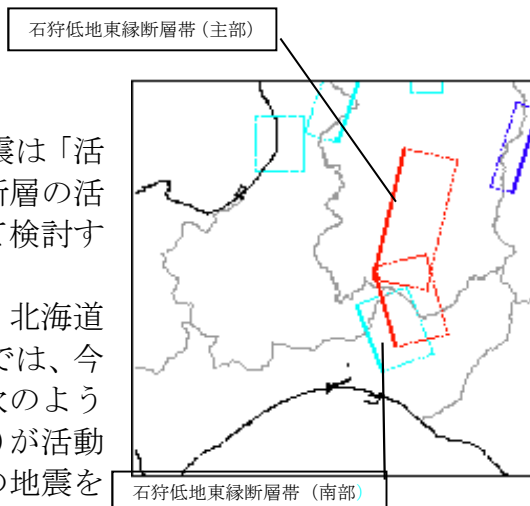 石狩低地東縁断層帯（主部）
震は「活
断層の活
て検討す
北海道
では、今
次のよう
)が活動
の地震を
石狩低地東縁断層帯（南部）